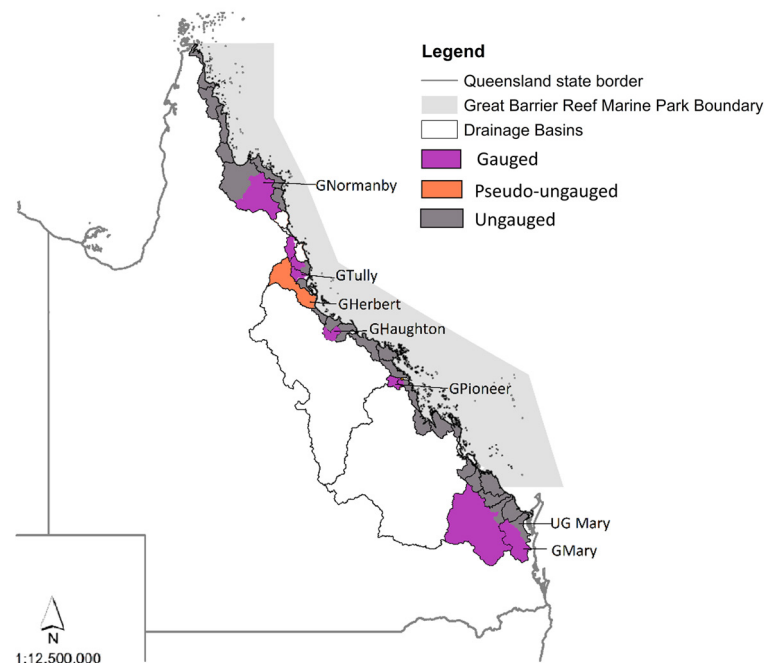 Legend
Queensland state border
Great Barrier Reef Marine Park Boundary
Drainage Basins
Gauged
Pseudo-ungauged
Ungauged
GNormanby
GTully
GHerbert
GHaughton
GPioneer
UG Mary
GMary
N
1:12,500,000